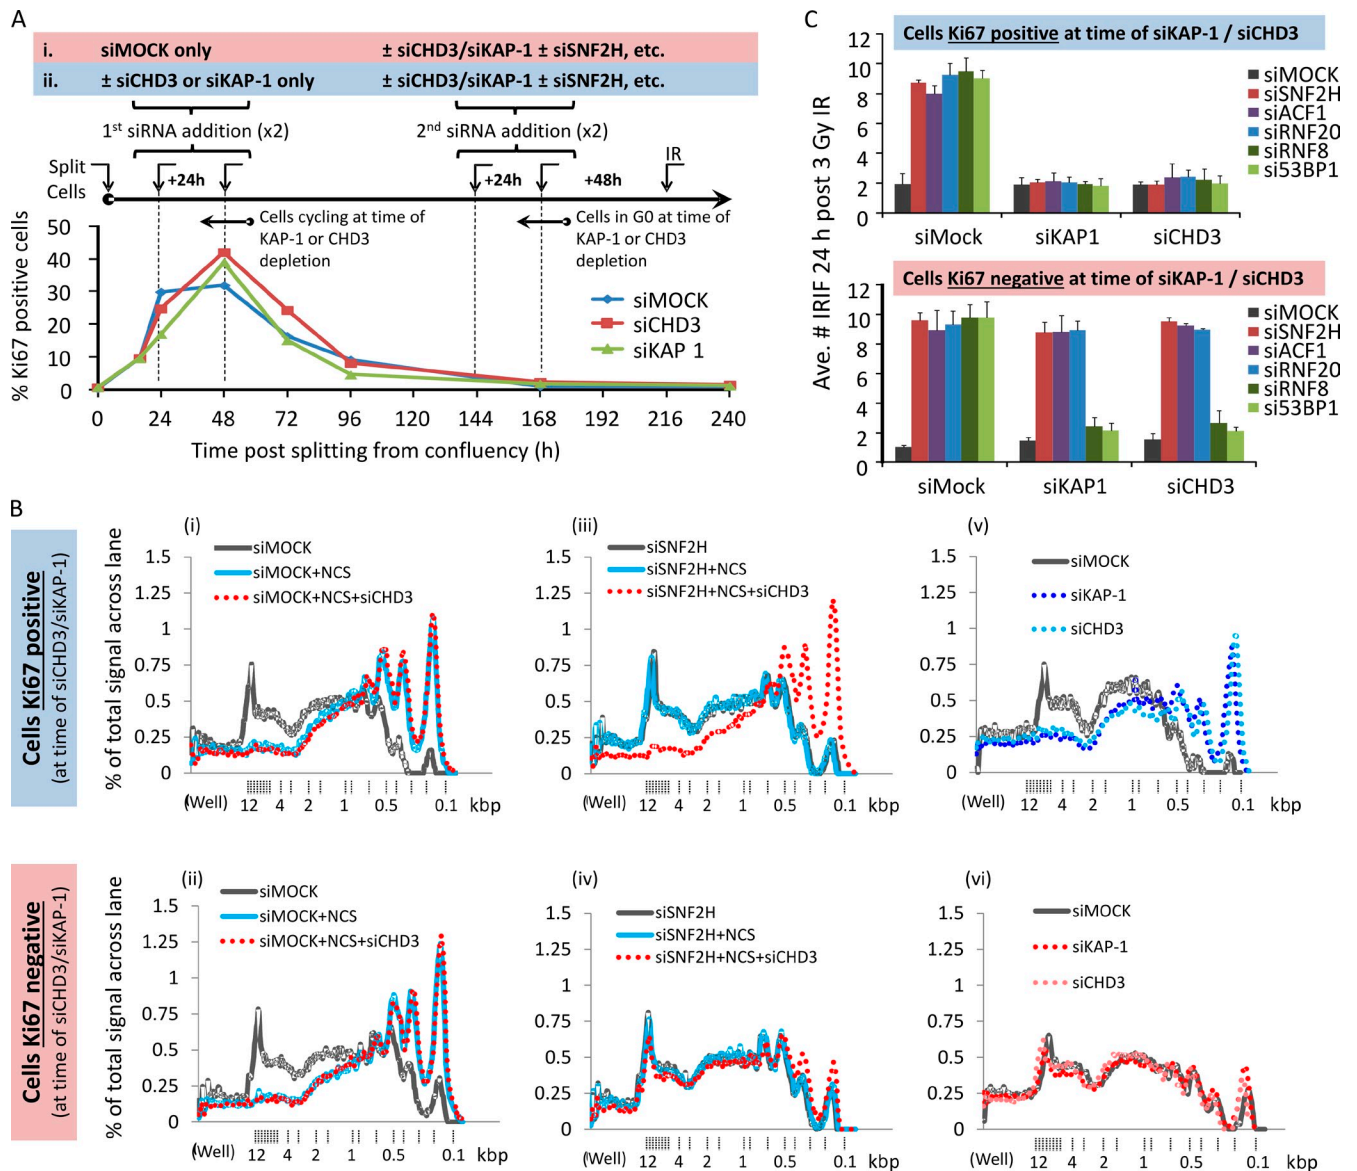 A
i. siMOCK only ± siCHD3/siKAP-1 ± siSNF2H, etc.
ii. ± siCHD3 or siKAP-1 only ± siCHD3/siKAP-1 ± siSNF2H, etc.
1st siRNA addition (x2) 2nd siRNA addition (x2)
Split
Cells
+24h +24h +48h IR
Cells cycling at time of
KAP-1 or CHD3
depletion
Cells in G0 at time of
KAP-1 or CHD3
depletion
% Ki67 positive cells
50
40
30
20
10
0
siMOCK
siCHD3
siKAP 1
0 24 48 72 96 120 144 168 192 216 240
Time post splitting from confluency (h)
C
Ave. # IRIF 24 h post 3 Gy IR
Cells Ki67 positive at time of siKAP-1 / siCHD3
12
10
8
6
4
2
0
siMOCK
siSNF2H
siACF1
siRNF20
siRNF8
si53BP1
siMock siKAP1 siCHD3
Cells Ki67 negative at time of siKAP-1 / siCHD3
12
10
8
6
4
2
0
siMOCK
siSNF2H
siACF1
siRNF20
siRNF8
si53BP1
siMock siKAP1 siCHD3
B
Cells Ki67 positive
(at time of siCHD3/siKAP-1)
% of total signal across lane
(i)
siMOCK
siMOCK+NCS
siMOCK+NCS+siCHD3
1.5
1.25
1
0.75
0.5
0.25
0
(Well) 12 4 2 1 0.5 0.1 kbp
(iii)
siSNF2H
siSNF2H+NCS
siSNF2H+NCS+siCHD3
1.5
1.25
1
0.75
0.5
0.25
0
(Well) 12 4 2 1 0.5 0.1 kbp
(v)
siMOCK
siKAP-1
siCHD3
1.5
1.25
1
0.75
0.5
0.25
0
(Well) 12 4 2 1 0.5 0.1 kbp
Cells Ki67 negative
(at time of siCHD3/siKAP-1)
% of total signal across lane
(ii)
siMOCK
siMOCK+NCS
siMOCK+NCS+siCHD3
1.5
1.25
1
0.75
0.5
0.25
0
(Well) 12 4 2 1 0.5 0.1 kbp
(iv)
siSNF2H
siSNF2H+NCS
siSNF2H+NCS+siCHD3
1.5
1.25
1
0.75
0.5
0.25
0
(Well) 12 4 2 1 0.5 0.1 kbp
(vi)
siMOCK
siKAP-1
siCHD3
1.5
1.25
1
0.75
0.5
0.25
0
(Well) 12 4 2 1 0.5 0.1 kbp